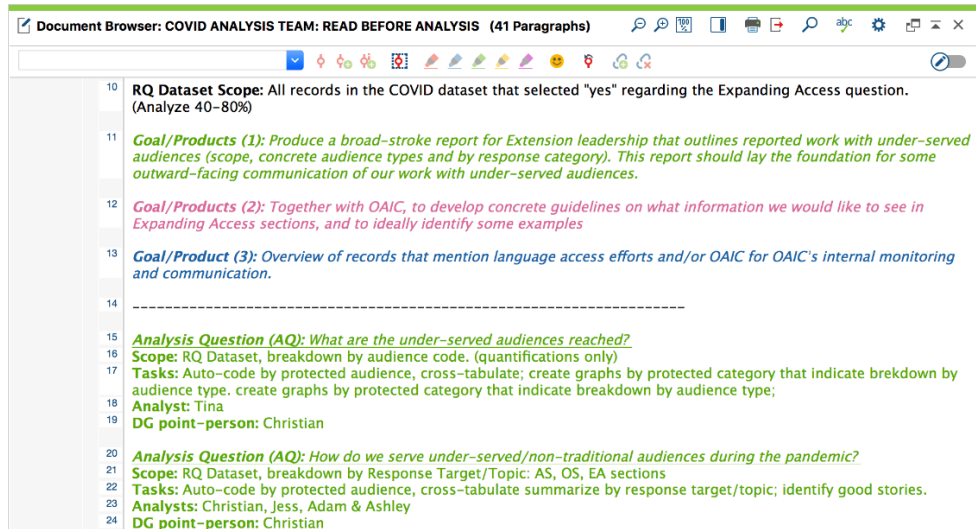 Document Browser: COVID ANALYSIS TEAM: READ BEFORE ANALYSIS (41 Paragraphs)
100 %
abc
10 RQ Dataset Scope: All records in the COVID dataset that selected "yes" regarding the Expanding Access question.
(Analyze 40-80%)
11 Goal/Products (1): Produce a broad-stroke report for Extension leadership that outlines reported work with under-served
audiences (scope, concrete audience types and by response category). This report should lay the foundation for some
outward-facing communication of our work with under-served audiences.
12 Goal/Products (2): Together with OAIC, to develop concrete guidelines on what information we would like to see in
Expanding Access sections, and to ideally identify some examples
13 Goal/Product (3): Overview of records that mention language access efforts and/or OAIC for OAIC's internal monitoring
and communication.
14 -----------------------------------------------------------------
15 Analysis Question (AQ): What are the under-served audiences reached?
16 Scope: RQ Dataset, breakdown by audience code. (quantifications only)
17 Tasks: Auto-code by protected audience, cross-tabulate; create graphs by protected category that indicate brekdown by
audience type. create graphs by protected category that indicate breakdown by audience type;
18 Analyst: Tina
19 DG point-person: Christian
20 Analysis Question (AQ): How do we serve under-served/non-traditional audiences during the pandemic?
21 Scope: RQ Dataset, breakdown by Response Target/Topic: AS, OS, EA sections
22 Tasks: Auto-code by protected audience, cross-tabulate summarize by response target/topic; identify good stories.
23 Analysts: Christian, Jess, Adam & Ashley
24 DG point-person: Christian